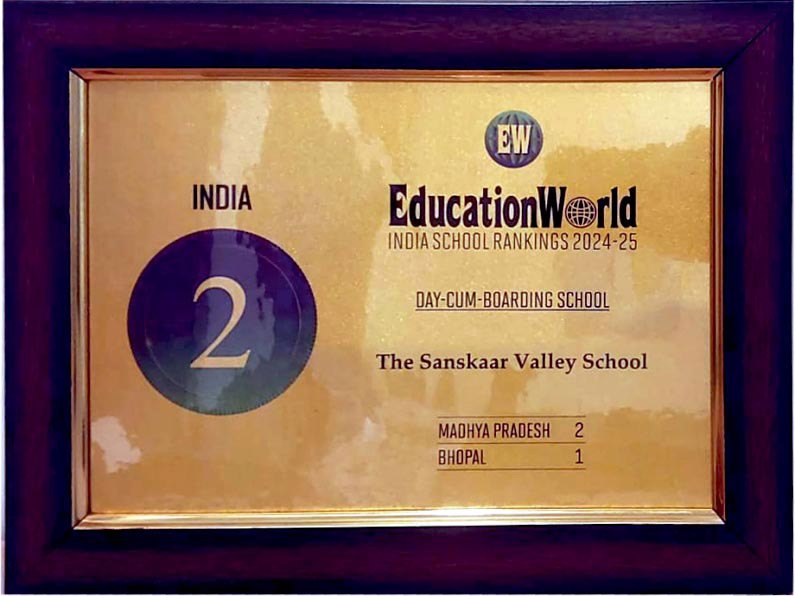 INDIA
2
EW
EducationWorld
INDIA SCHOOL RANKINGS 2024-25
DAY-CUM-BOARDING SCHOOL
The Sanskaar Valley School
MADHYA PRADESH 2
BHOPAL 1